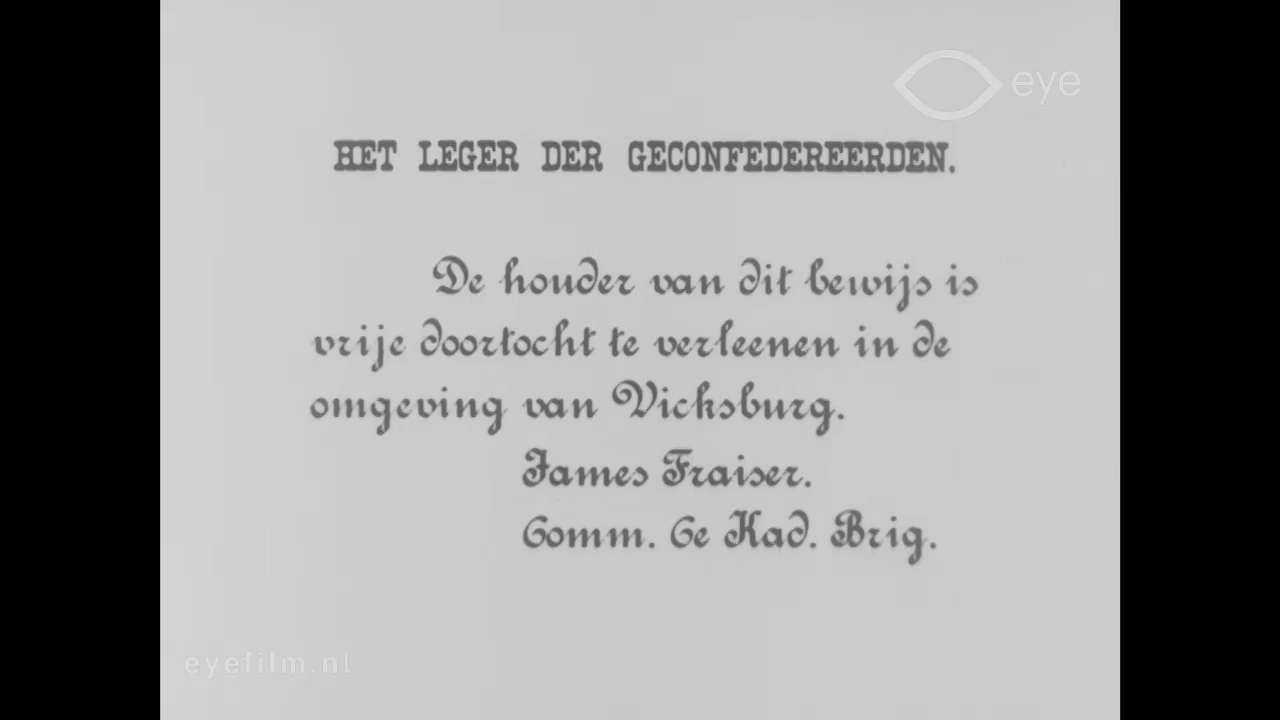 eye
HET LEGER DER GECONFEDEREERDEN.
De houder van dit bewijs is
vrije doortocht te verleenen in de
omgeving van Vicksburg.
James Fraiser.
Comm. 6e Kad. Brig.
eyefilm.nl